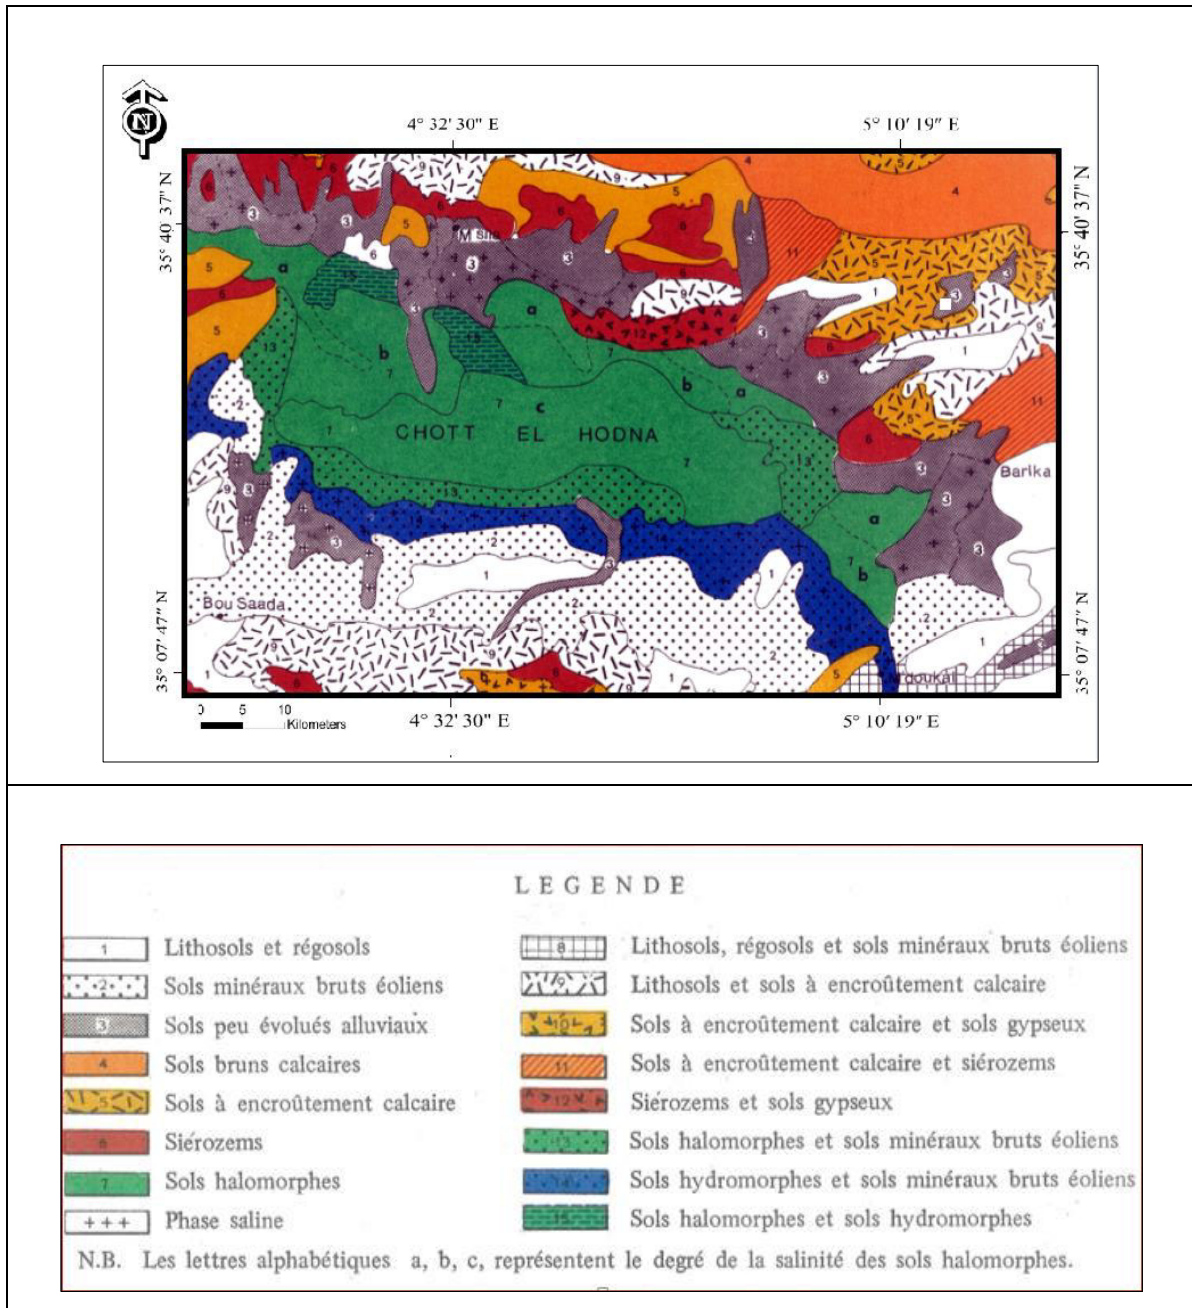 N
4° 32' 30" E
5° 10' 19" E
35° 40' 37" N
35° 40' 37" N
M sila
CHOTT EL HODNA
Barika
Bou Saada
doukal
35° 07' 47" N
35° 07' 47" N
0 5 10
Kilometers
4° 32' 30" E
5° 10' 19" E
LEGENDE
1 Lithosols et régosols
2 Sols minéraux bruts éoliens
3 Sols peu évolués alluviaux
4 Sols bruns calcaires
5 Sols à encroûtement calcaire
6 Siérozems
7 Sols halomorphes
+++ Phase saline
8 Lithosols, régosols et sols minéraux bruts éoliens
9 Lithosols et sols à encroûtement calcaire
10 Sols à encroûtement calcaire et sols gypseux
11 Sols à encroûtement calcaire et siérozems
12 Siérozems et sols gypseux
13 Sols halomorphes et sols minéraux bruts éoliens
14 Sols hydromorphes et sols minéraux bruts éoliens
15 Sols halomorphes et sols hydromorphes
N.B. Les lettres alphabétiques a, b, c, représentent le degré de la salinité des sols halomorphes.